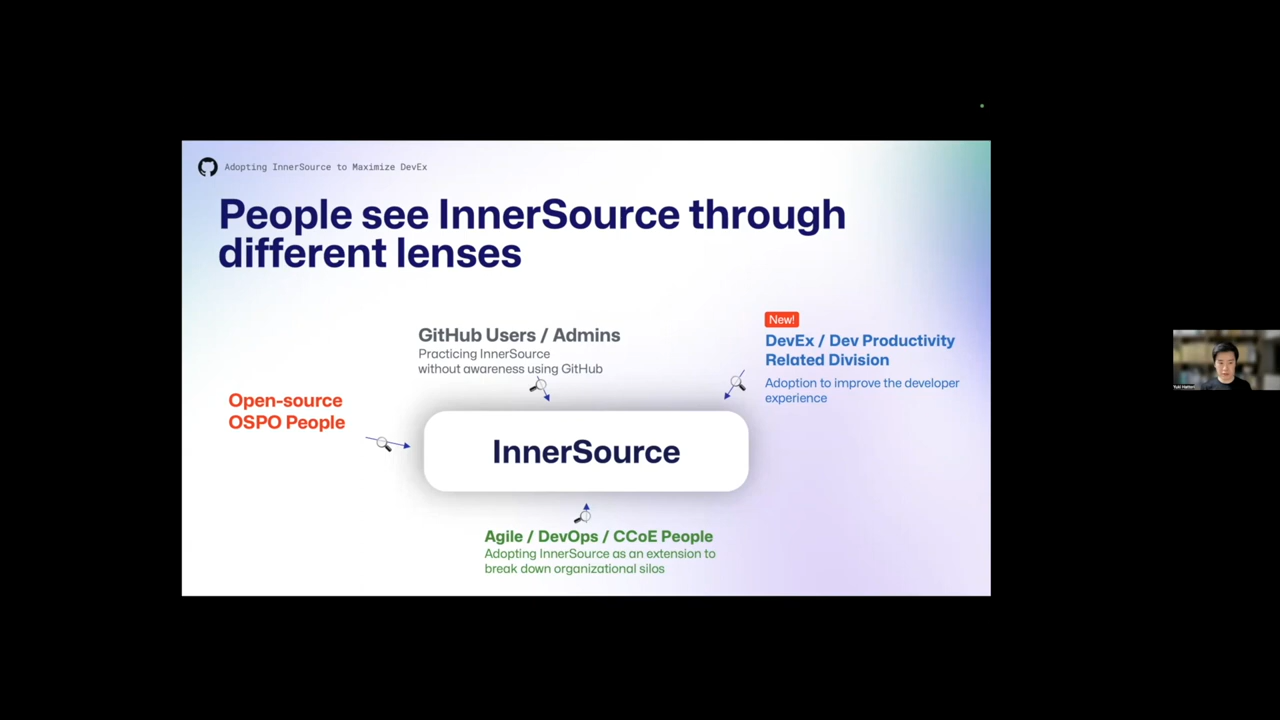 Adopting InnerSource to Maximize DevEx
People see InnerSource through
different lenses
GitHub Users / Admins
Practicing InnerSource
without awareness using GitHub
New!
DevEx / Dev Productivity
Related Division
Adoption to improve the developer
experience
Open-source
OSPO People
InnerSource
Agile / DevOps / CCoE People
Adopting InnerSource as an extension to
break down organizational silos